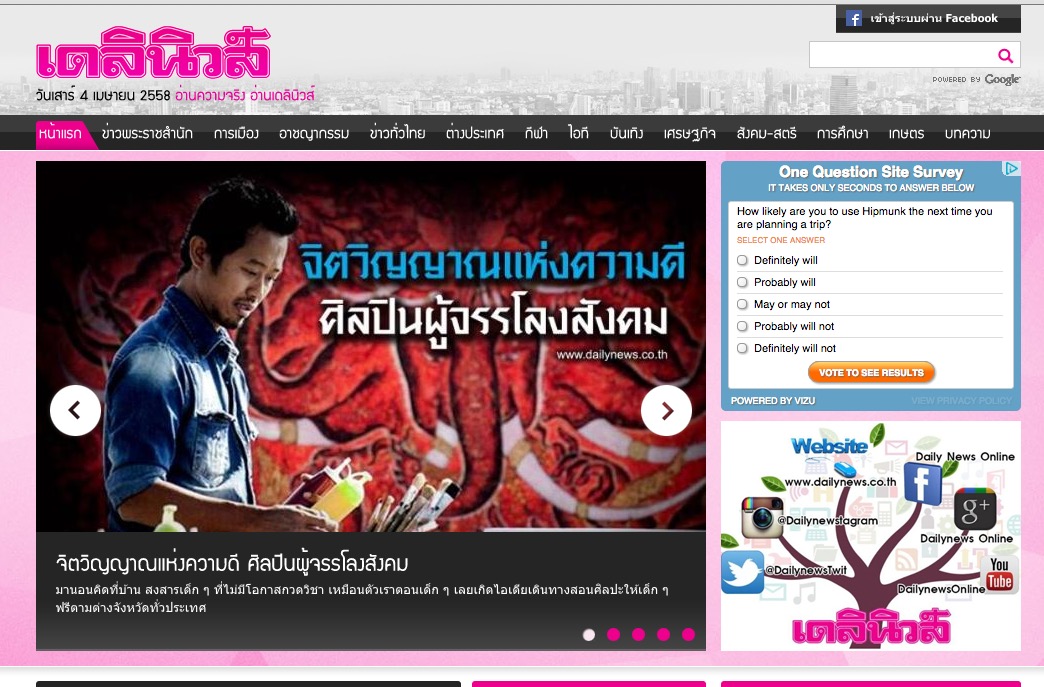 เข้าสู่ระบบผ่าน Facebook
เดลินิวส์
POWERED BY Google
วันเสาร์ 4 เมษายน 2558 อ่านความจริง อ่านเดลินิวส์
หน้าแรก ข่าวพระราชสำนัก การเมือง อาชญากรรม ข่าวทั่วไทย ต่างประเทศ กีฬา ไอที บันเทิง เศรษฐกิจ สังคม-สตรี การศึกษา เกษตร บทความ
จิตวิญญาณแห่งความดี
ศิลปินผู้จรรโลงสังคม
www.dailynews.co.th
จิตวิญญาณแห่งความดี ศิลปินผู้จรรโลงสังคม
มานอนคิดที่บ้าน สงสารเด็ก ๆ ที่ไม่มีโอกาสกวดวิชา เหมือนตัวเราตอนเด็ก ๆ เลยเกิดไอเดียเดินทางสอนศิลปะให้เด็ก ๆ
ฟรีตามต่างจังหวัดทั่วประเทศ
One Question Site Survey
IT TAKES ONLY SECONDS TO ANSWER BELOW
How likely are you to use Hipmunk the next time you
are planning a trip?
SELECT ONE ANSWER
Definitely will
Probably will
May or may not
Probably will not
Definitely will not
VOTE TO SEE RESULTS
POWERED BY VIZU VIEW PRIVACY POLICY
Website
Daily News Online
www.dailynews.co.th
@Dailynewstagram
g+
Dailynews Online
@DailynewsTwit
You
Tube
DailynewsOnline
เดลินิวส์